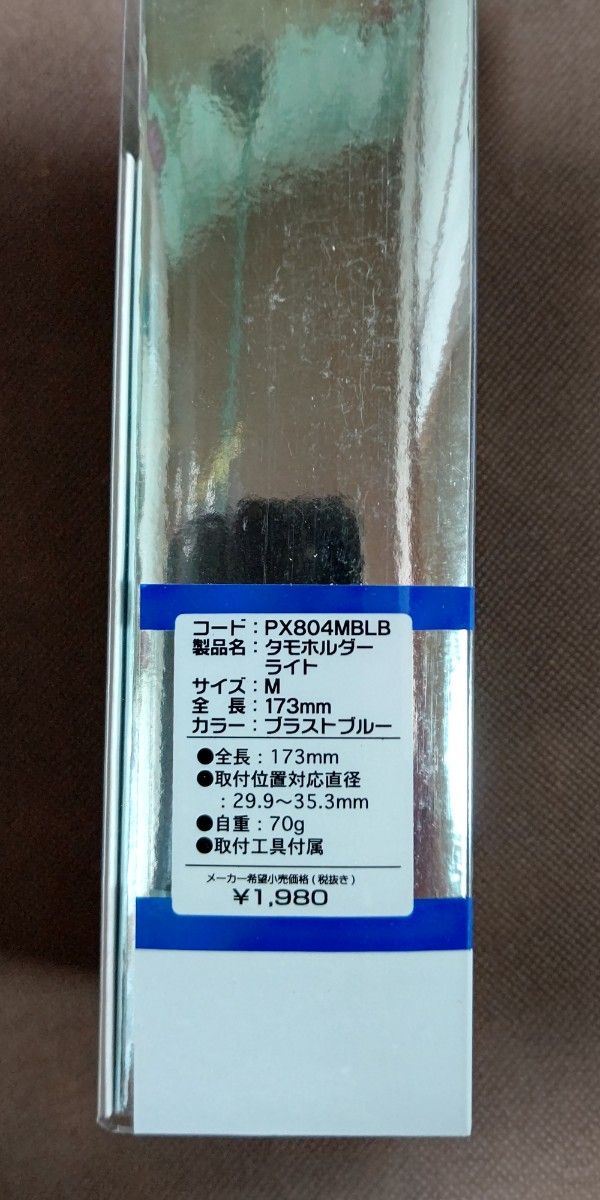 コード：PX804MBLB
製品名：タモホルダー
ライト
サイズ：M
全　長：173mm
カラー：ブラストブルー
●全長：173mm
●取付位置対応直径
：29.9～35.3mm
●自重：70g
●取付工具付属
メーカー希望小売価格(税抜き)
¥1,980